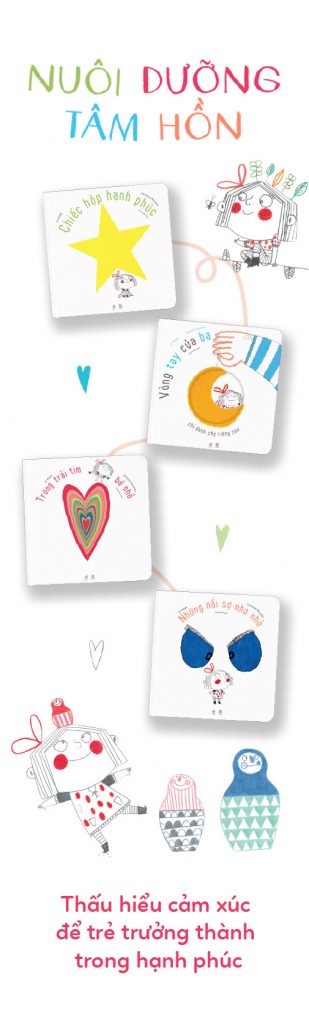 NUÔI DƯỠNG
TÂM HỒN
Chiếc hộp hạnh phúc
Vòng tay của ba
chỉ dành cho riêng con
Trong trái tim
bé nhỏ
Những nỗi sợ nho nhỏ
Thấu hiểu cảm xúc
để trẻ trưởng thành
trong hạnh phúc